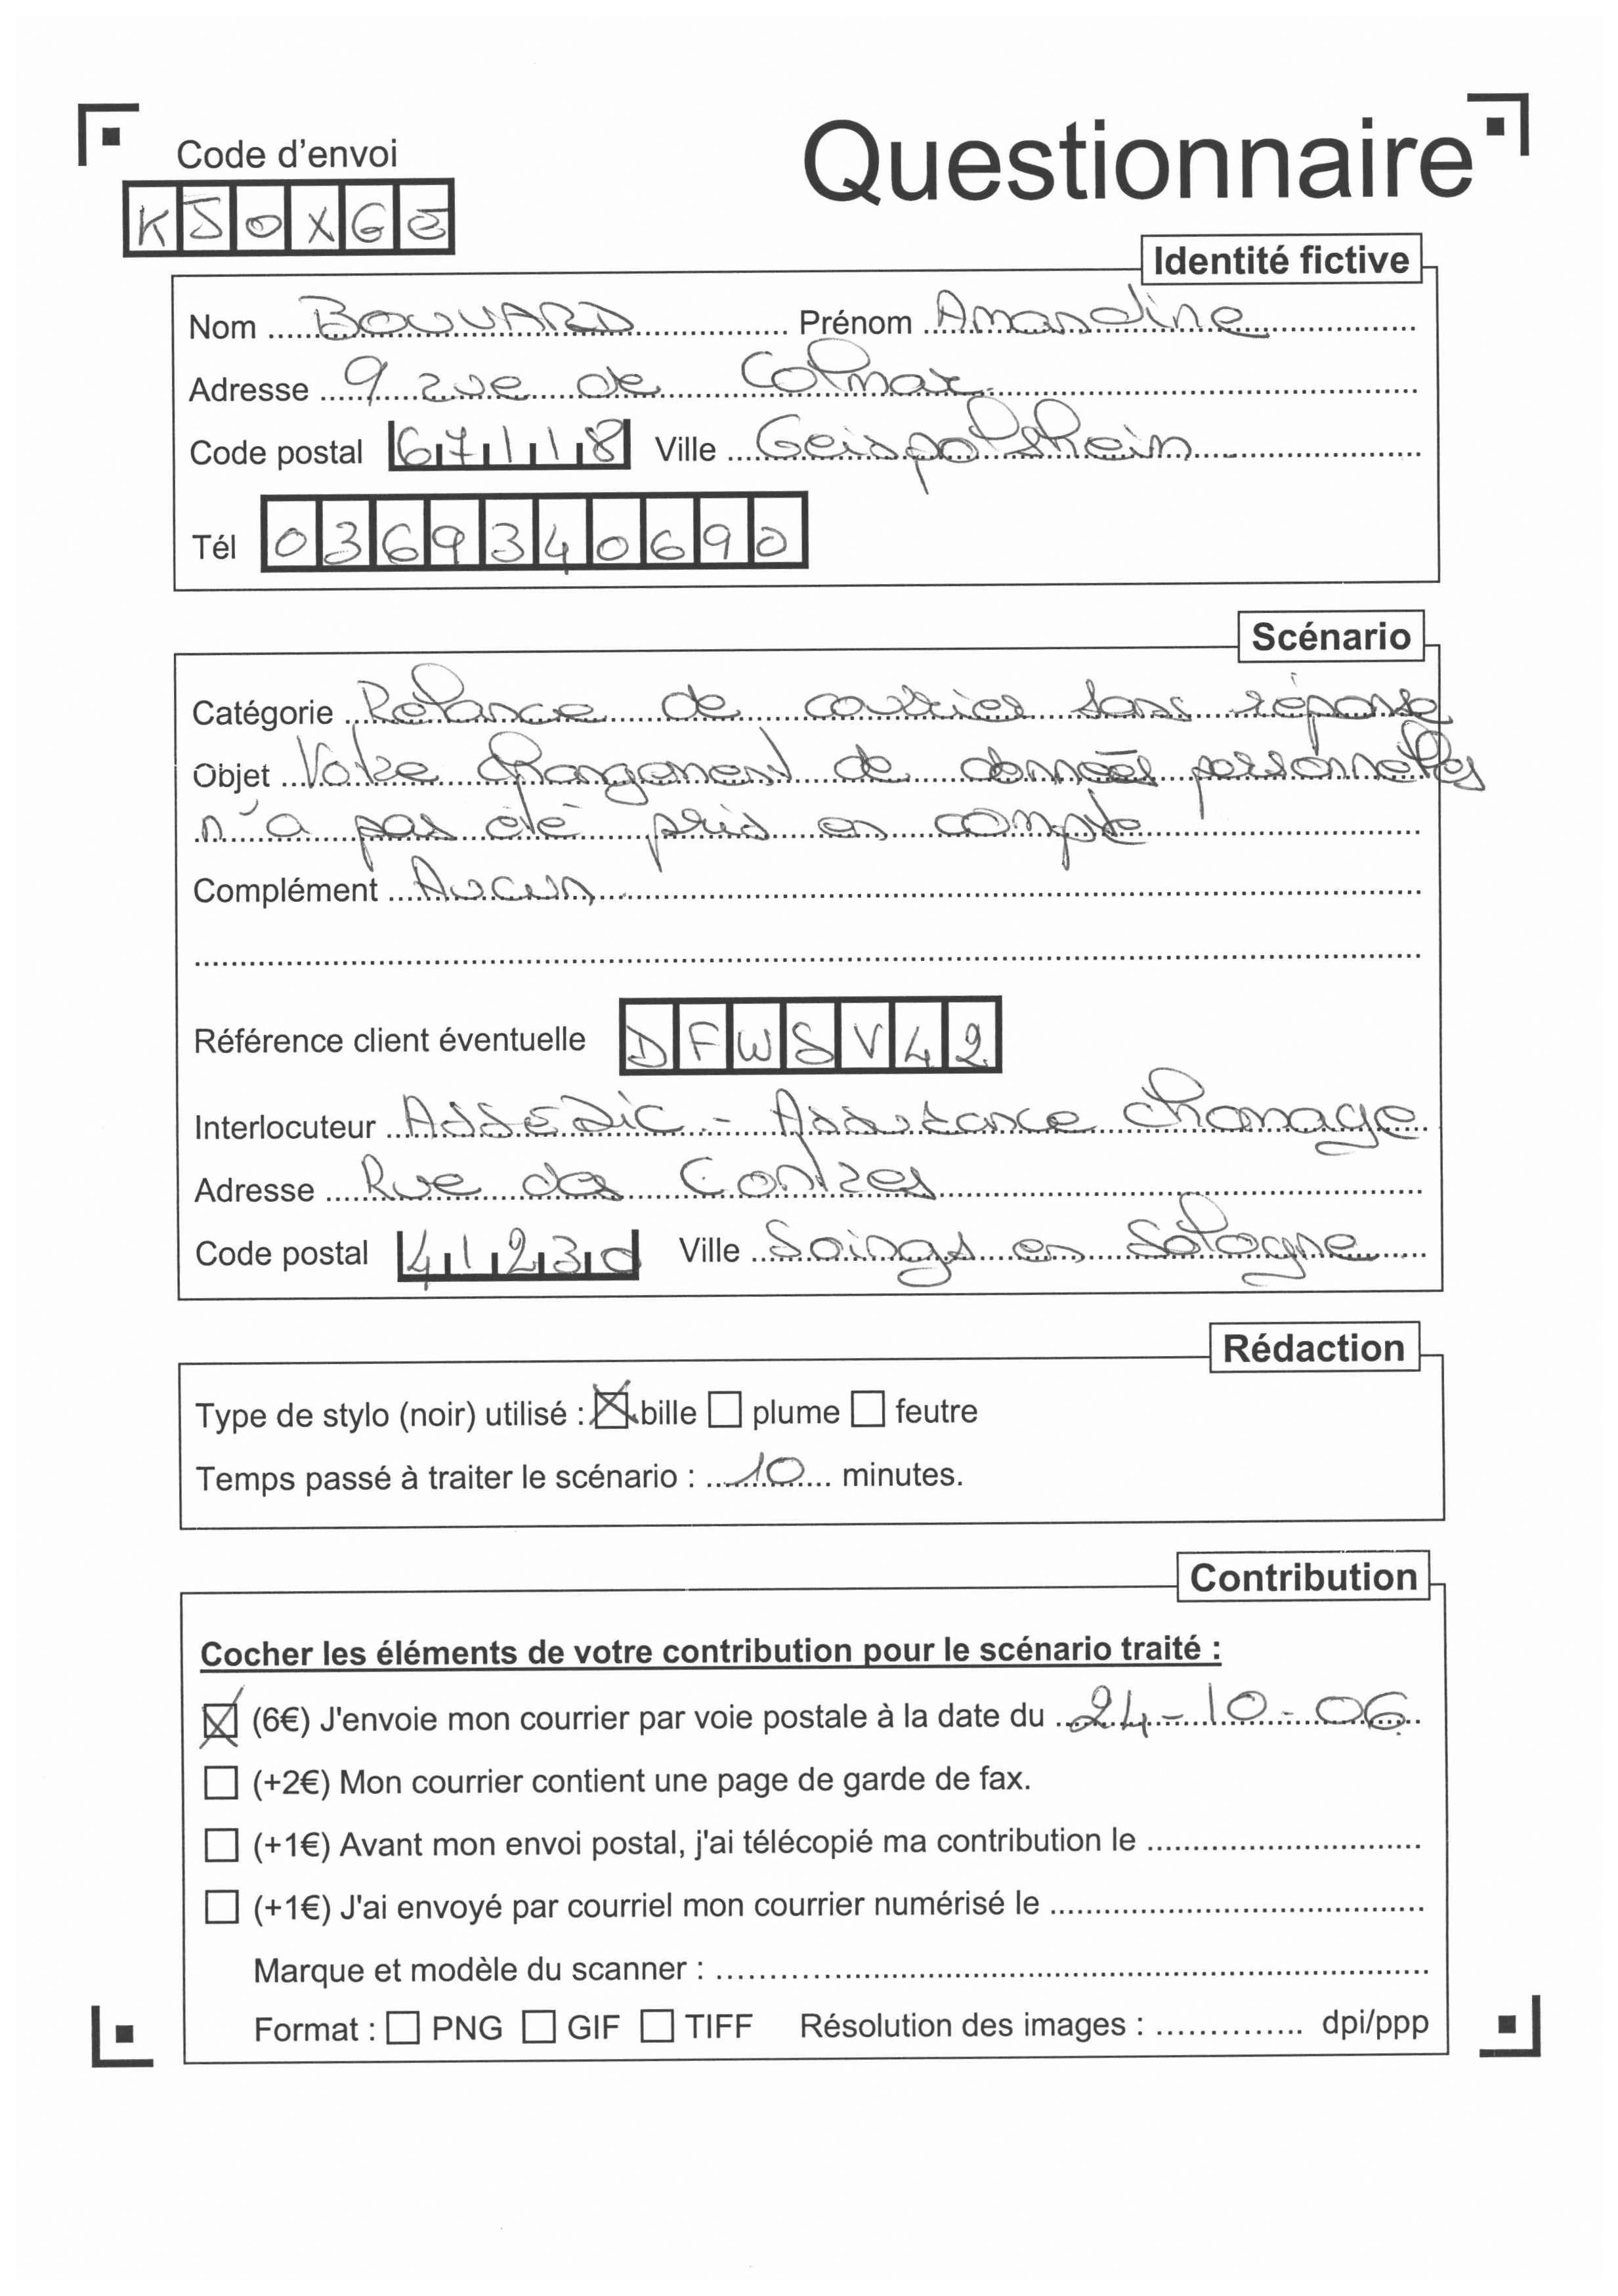 Code d'envoi
Questionnaire
KJOXGE
Identité fictive
Nom BOUVARD Prénom Amandine
Adresse 9 rue de Colmar
Code postal 67118 Ville Geispolsheim
Tél 0369340690
Scénario
Catégorie Relance de courrier sans réponse
Objet Votre changement de données personnelles
n'a pas été pris en compte
Complément Aucun
Référence client éventuelle DFWSV42
Interlocuteur ASSEDIC - Assistance chomage
Adresse Rue des Contres
Code postal 41230 Ville Soings en Sologne
Rédaction
Type de stylo (noir) utilisé : bille plume feutre
Temps passé à traiter le scénario : 10 minutes.
Contribution
Cocher les éléments de votre contribution pour le scénario traité :
(6€) J'envoie mon courrier par voie postale à la date du 24-10-06
(+2€) Mon courrier contient une page de garde de fax.
(+1€) Avant mon envoi postal, j'ai télécopié ma contribution le
(+1€) J'ai envoyé par courriel mon courrier numérisé le
Marque et modèle du scanner :
Format : PNG GIF TIFF Résolution des images : dpi/ppp